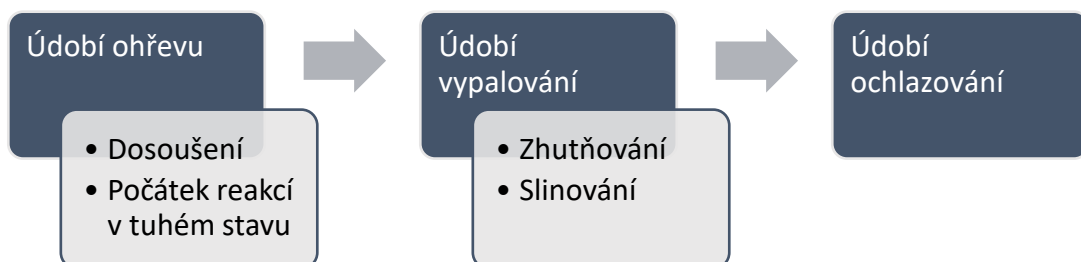 Údobí ohřevu
• Dosoušení
• Počátek reakcí
v tuhém stavu
Údobí
vypalování
• Zhutňování
• Slinování
Údobí
ochlazování